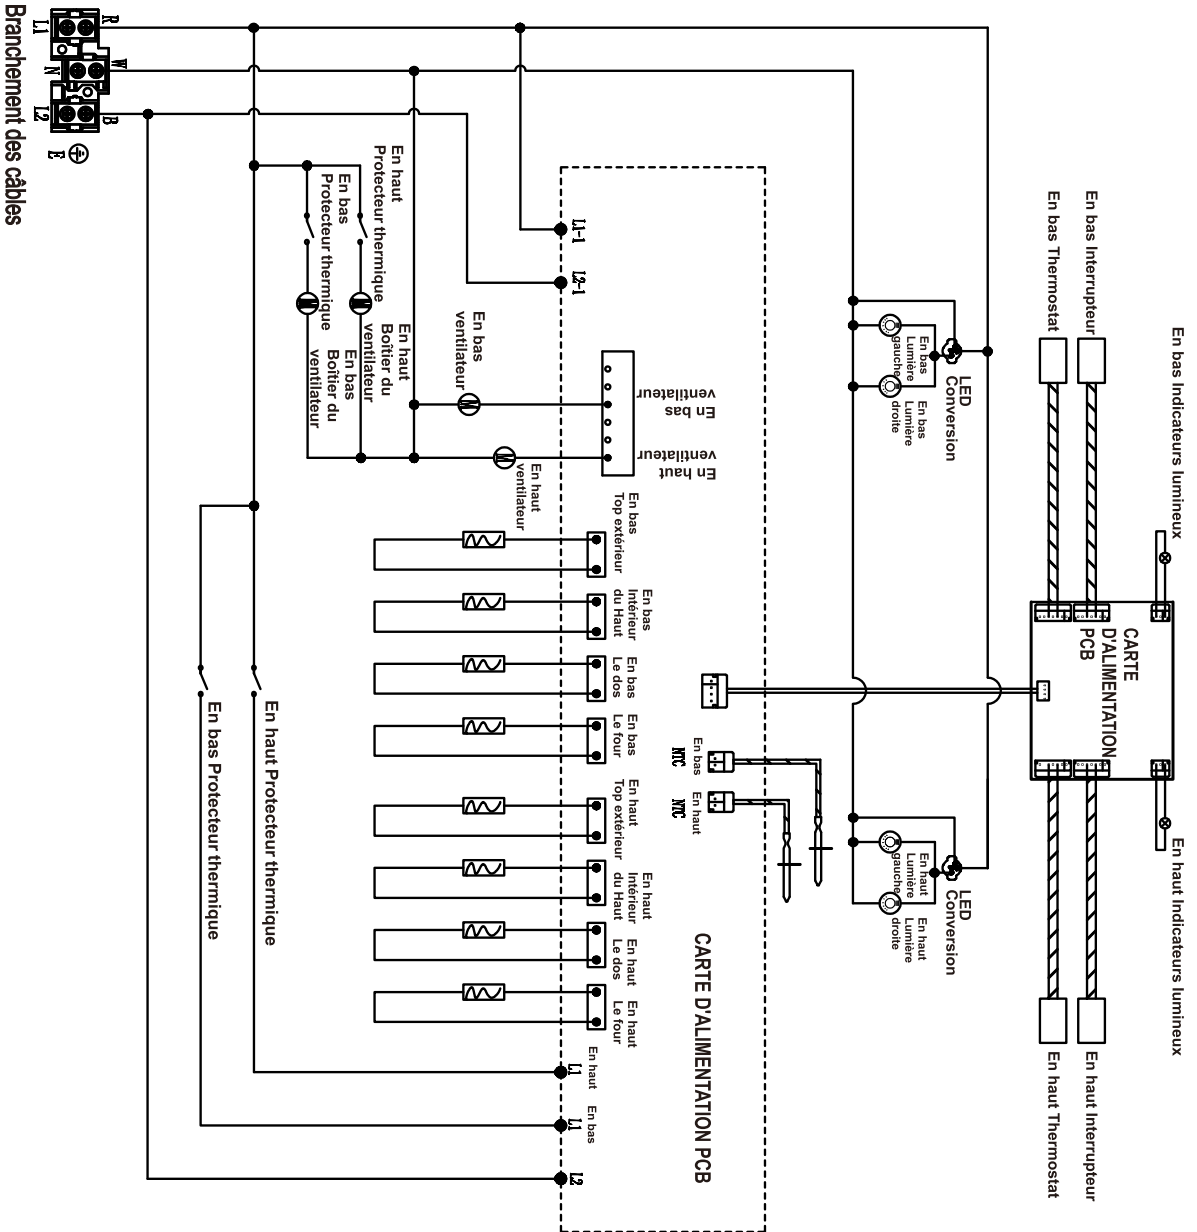 Branchement des câbles
L1
R
N
W
L2
B
E
En haut
Protecteur thermique
En bas
Protecteur thermique
En haut
Boîtier du
ventilateur
En bas
Boîtier du
ventilateur
En bas
ventilateur
En haut
ventilateur
L1-1
L2-1
En bas
ventilateur
En haut
ventilateur
En bas
Top extérieur
En bas
Intérieur
du Haut
En bas
Le dos
En bas
Le four
En haut
Top extérieur
En haut
Intérieur
du Haut
En haut
Le dos
En haut
Le four
En haut
L1
En bas
L1
L2
En haut Protecteur thermique
En bas Protecteur thermique
CARTE D'ALIMENTATION PCB
En bas
NTC
En haut
NTC
En bas
Lumière
gauche
En bas
Lumière
droite
LED
Conversion
En haut
Lumière
gauche
En haut
Lumière
droite
LED
Conversion
En bas Thermostat
En bas Interrupteur
En bas Indicateurs lumineux
CARTE
D'ALIMENTATION
PCB
En haut Indicateurs lumineux
En haut Interrupteur
En haut Thermostat